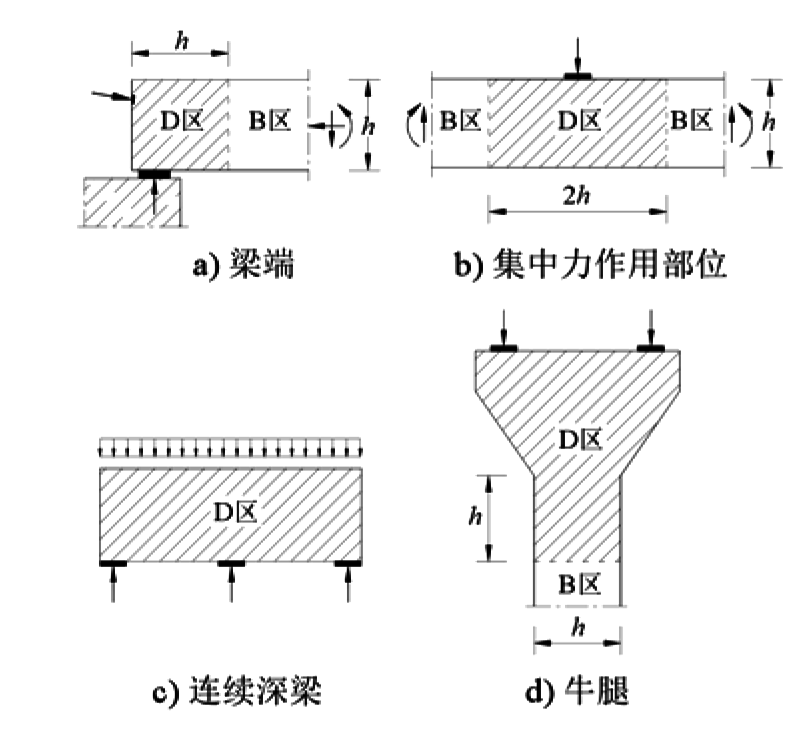 h
D区 B区 h
a) 梁端
B区 D区 B区 h
2h
b) 集中力作用部位
D区
c) 连续深梁
D区
h
B区
h
d) 牛腿